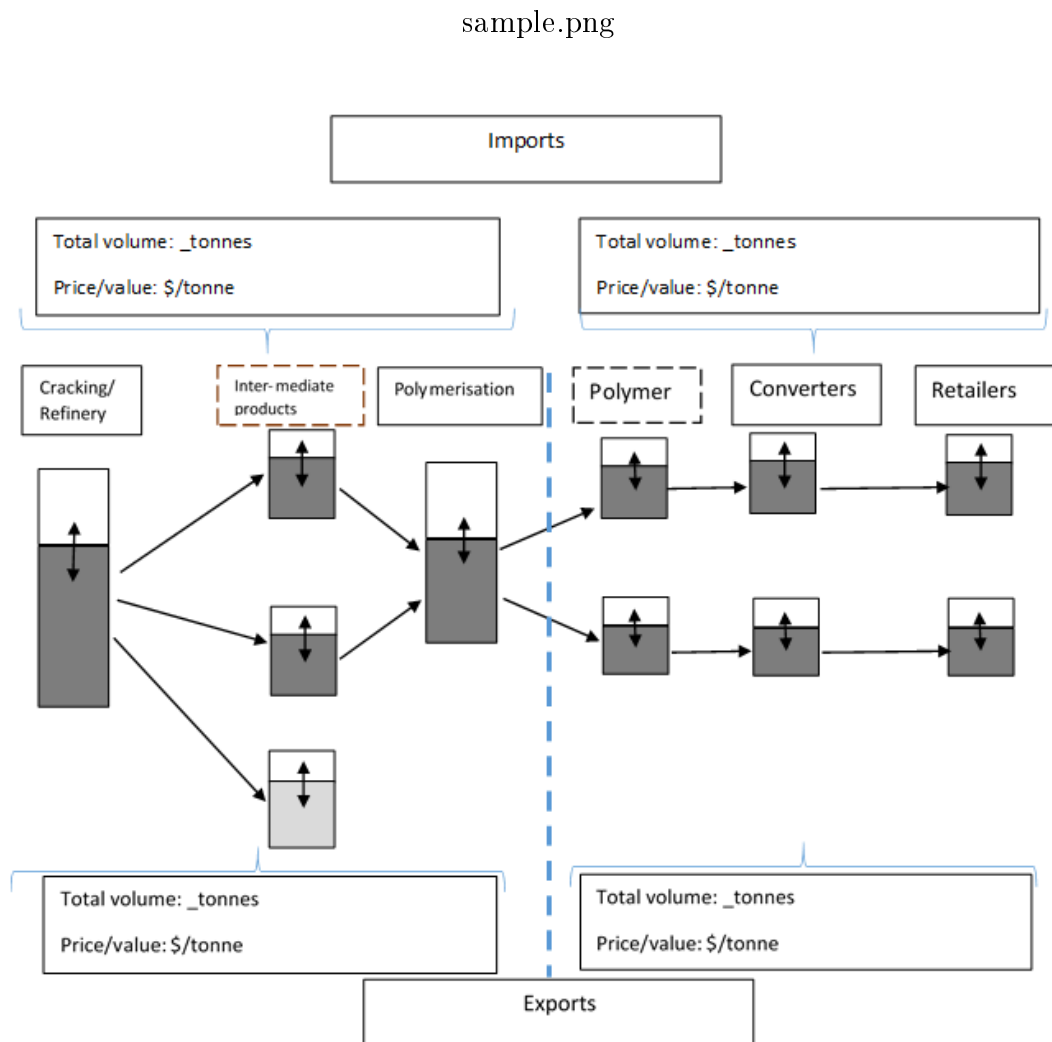 sample.png
Imports
Total volume: _tonnes
Price/value: $/tonne
Total volume: _tonnes
Price/value: $/tonne
Cracking/
Refinery
Inter-mediate
products
Polymerisation
Polymer
Converters
Retailers
Total volume: _tonnes
Price/value: $/tonne
Total volume: _tonnes
Price/value: $/tonne
Exports